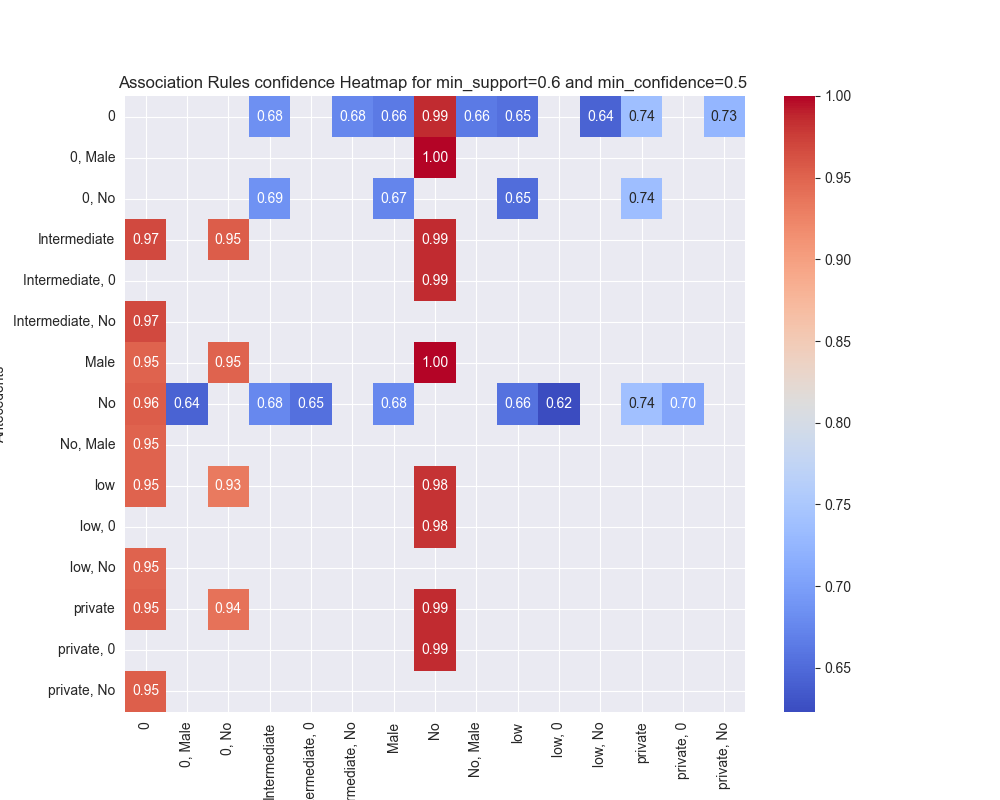 Association Rules confidence Heatmap for min_support=0.6 and min_confidence=0.5
0 0.68 0.68 0.66 0.99 0.66 0.65 0.64 0.74 0.73
0, Male 1.00
0, No 0.69 0.67 0.65 0.74
Intermediate 0.97 0.95 0.99
Intermediate, 0 0.99
Intermediate, No 0.97
Male 0.95 0.95 1.00
No 0.96 0.64 0.68 0.65 0.68 0.66 0.62 0.74 0.70
No, Male 0.95
low 0.95 0.93 0.98
low, 0 0.98
low, No 0.95
private 0.95 0.94 0.99
private, 0 0.99
private, No 0.95
0
0, Male
0, No
Intermediate
ermediate, 0
rmediate, No
Male
No
No, Male
low
low, 0
low, No
private
private, 0
private, No
1.00
0.95
0.90
0.85
0.80
0.75
0.70
0.65